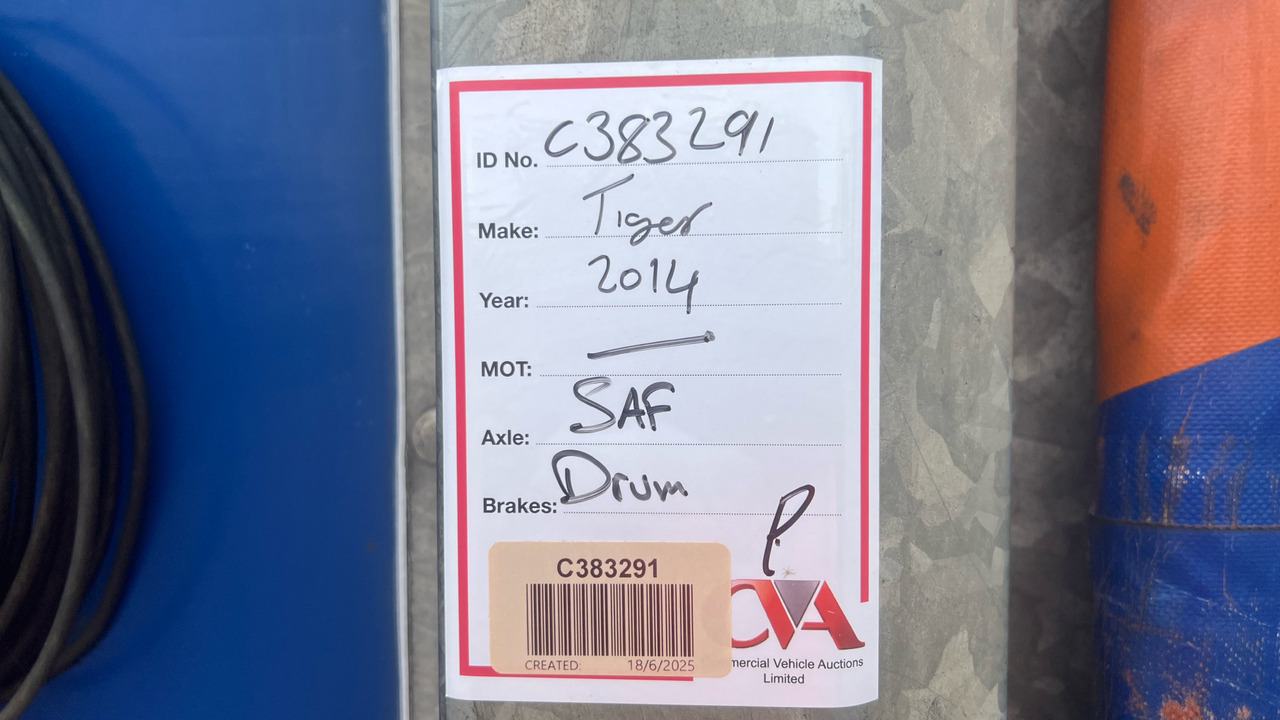 ID No. C383291
Make: Tiger
Year: 2014
MOT: —
Axle: SAF
Brakes: Drum
P.
C383291
CREATED: 18/6/2025
CVA
mercial Vehicle Auctions
Limited